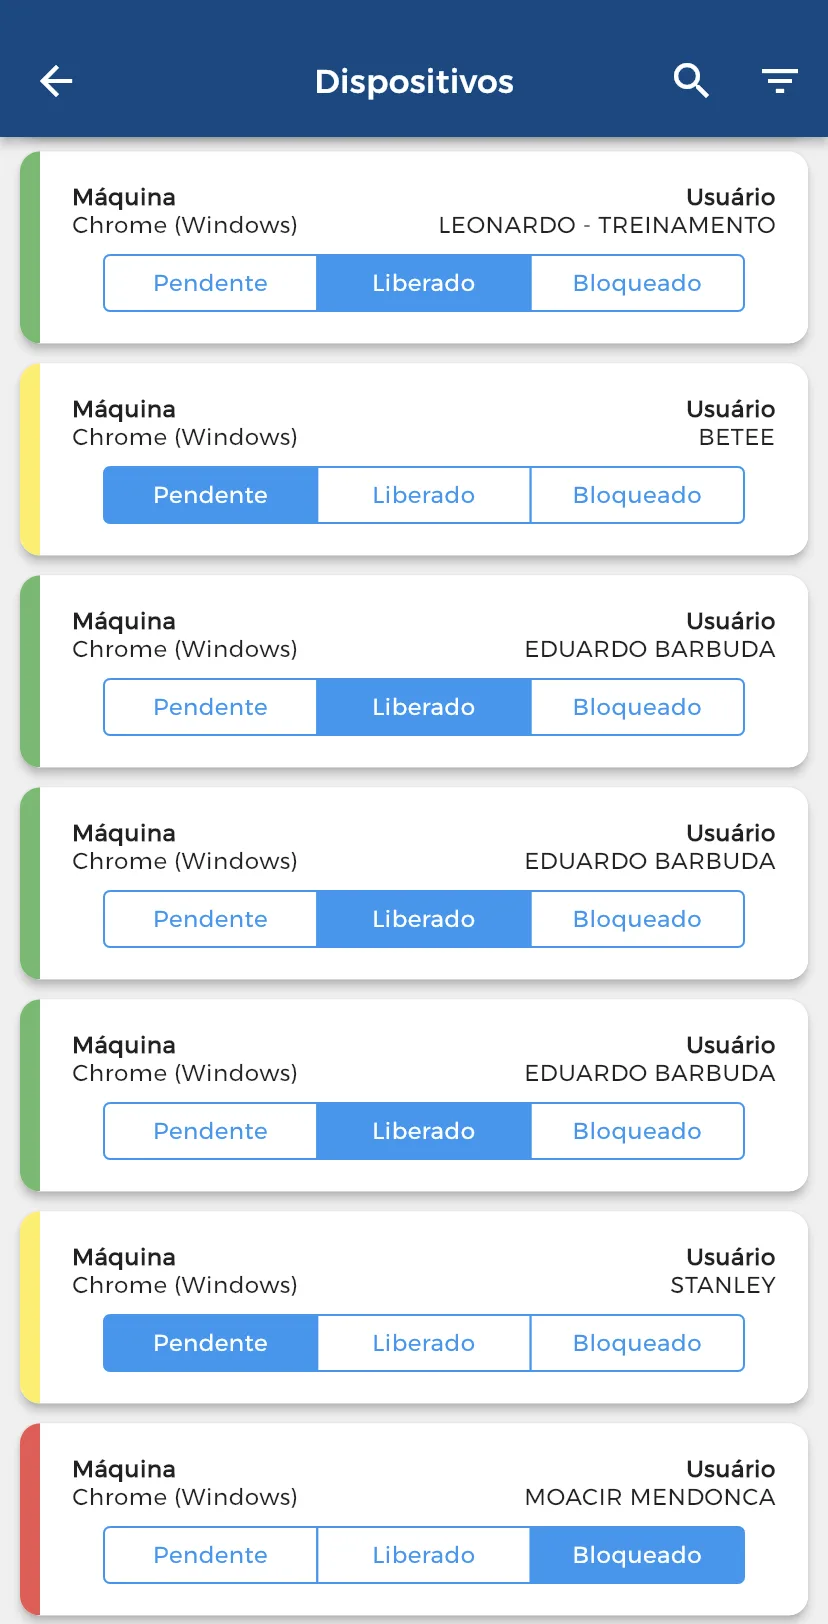 Dispositivos
Máquina Usuário
Chrome (Windows) LEONARDO - TREINAMENTO
Pendente Liberado Bloqueado
Máquina Usuário
Chrome (Windows) BETEE
Pendente Liberado Bloqueado
Máquina Usuário
Chrome (Windows) EDUARDO BARBUDA
Pendente Liberado Bloqueado
Máquina Usuário
Chrome (Windows) EDUARDO BARBUDA
Pendente Liberado Bloqueado
Máquina Usuário
Chrome (Windows) EDUARDO BARBUDA
Pendente Liberado Bloqueado
Máquina Usuário
Chrome (Windows) STANLEY
Pendente Liberado Bloqueado
Máquina Usuário
Chrome (Windows) MOACIR MENDONCA
Pendente Liberado Bloqueado